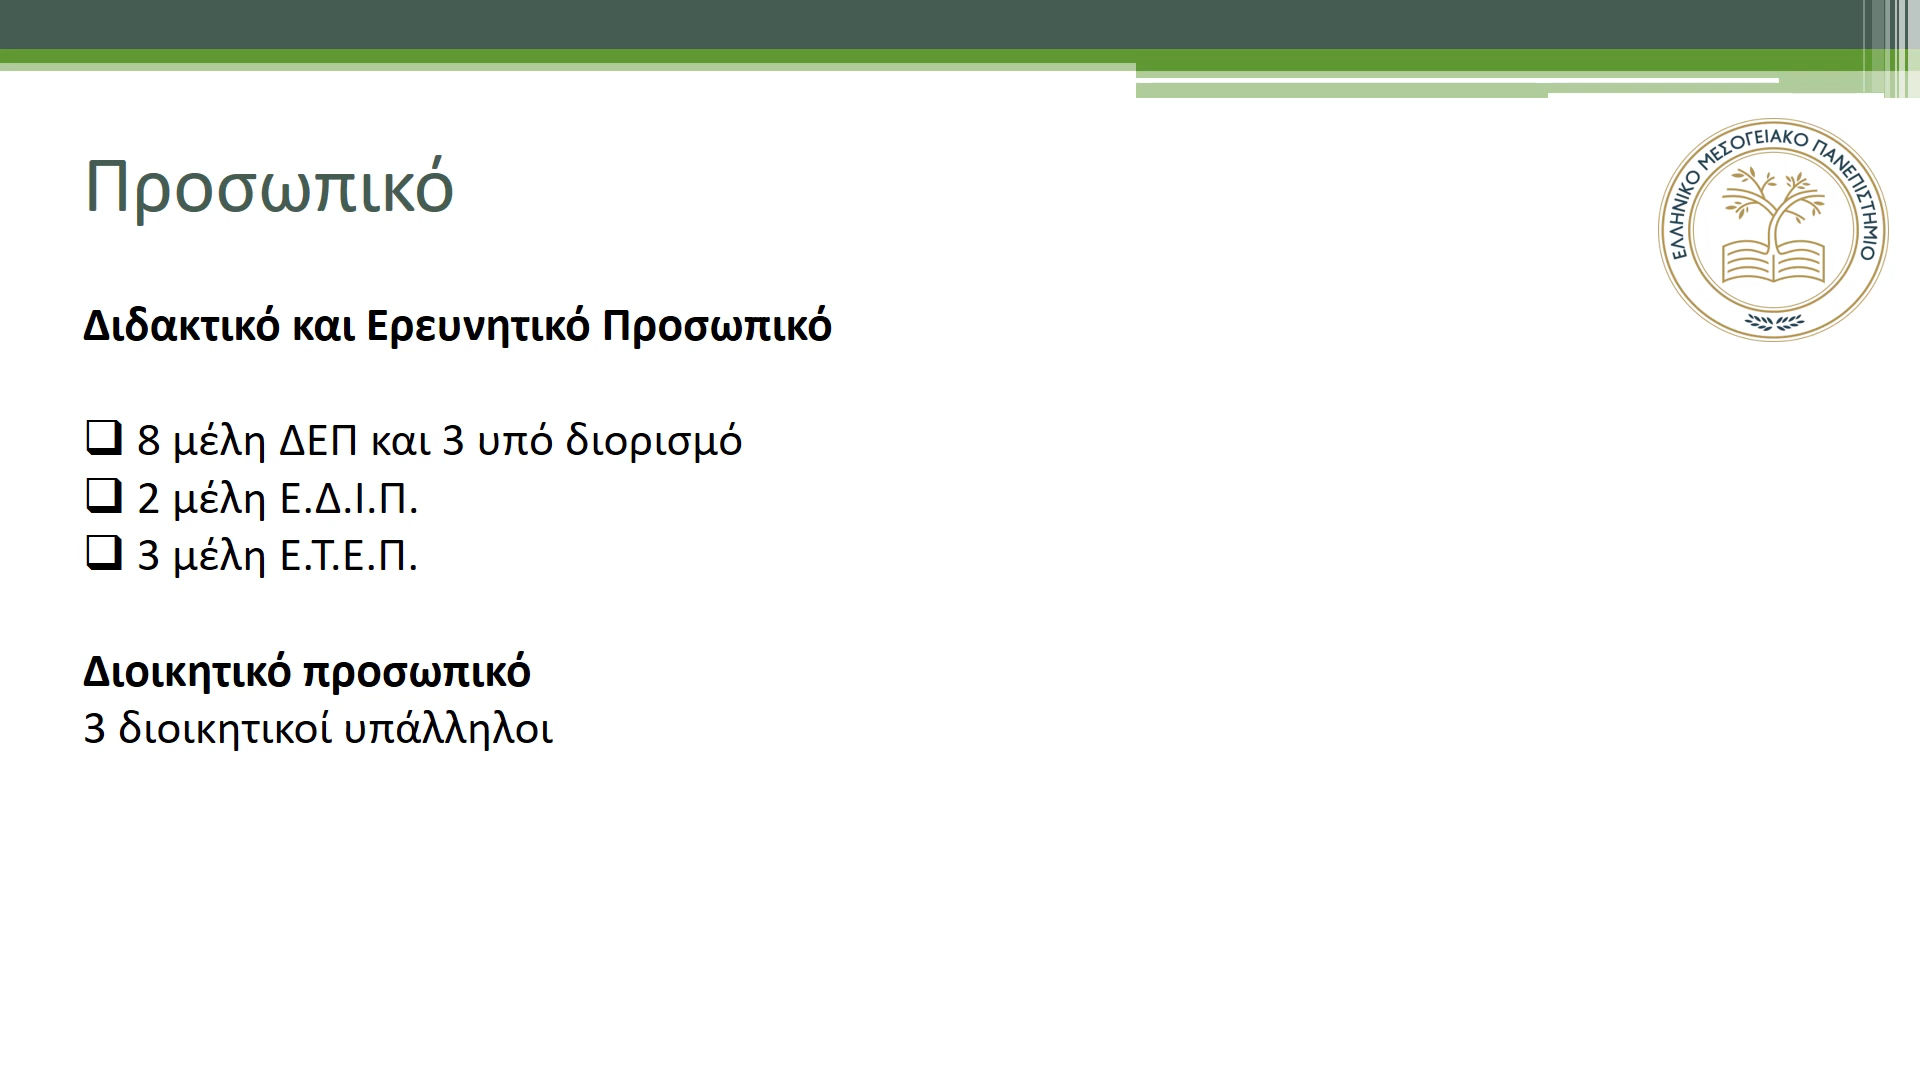 ΕΛΛΗΝΙΚΟ ΜΕΣΟΓΕΙΑΚΟ ΠΑΝΕΠΙΣΤΗΜΙΟ
Προσωπικό
Διδακτικό και Ερευνητικό Προσωπικό
❑ 8 μέλη ΔΕΠ και 3 υπό διορισμό
❑ 2 μέλη Ε.Δ.Ι.Π.
❑ 3 μέλη Ε.Τ.Ε.Π.
Διοικητικό προσωπικό
3 διοικητικοί υπάλληλοι